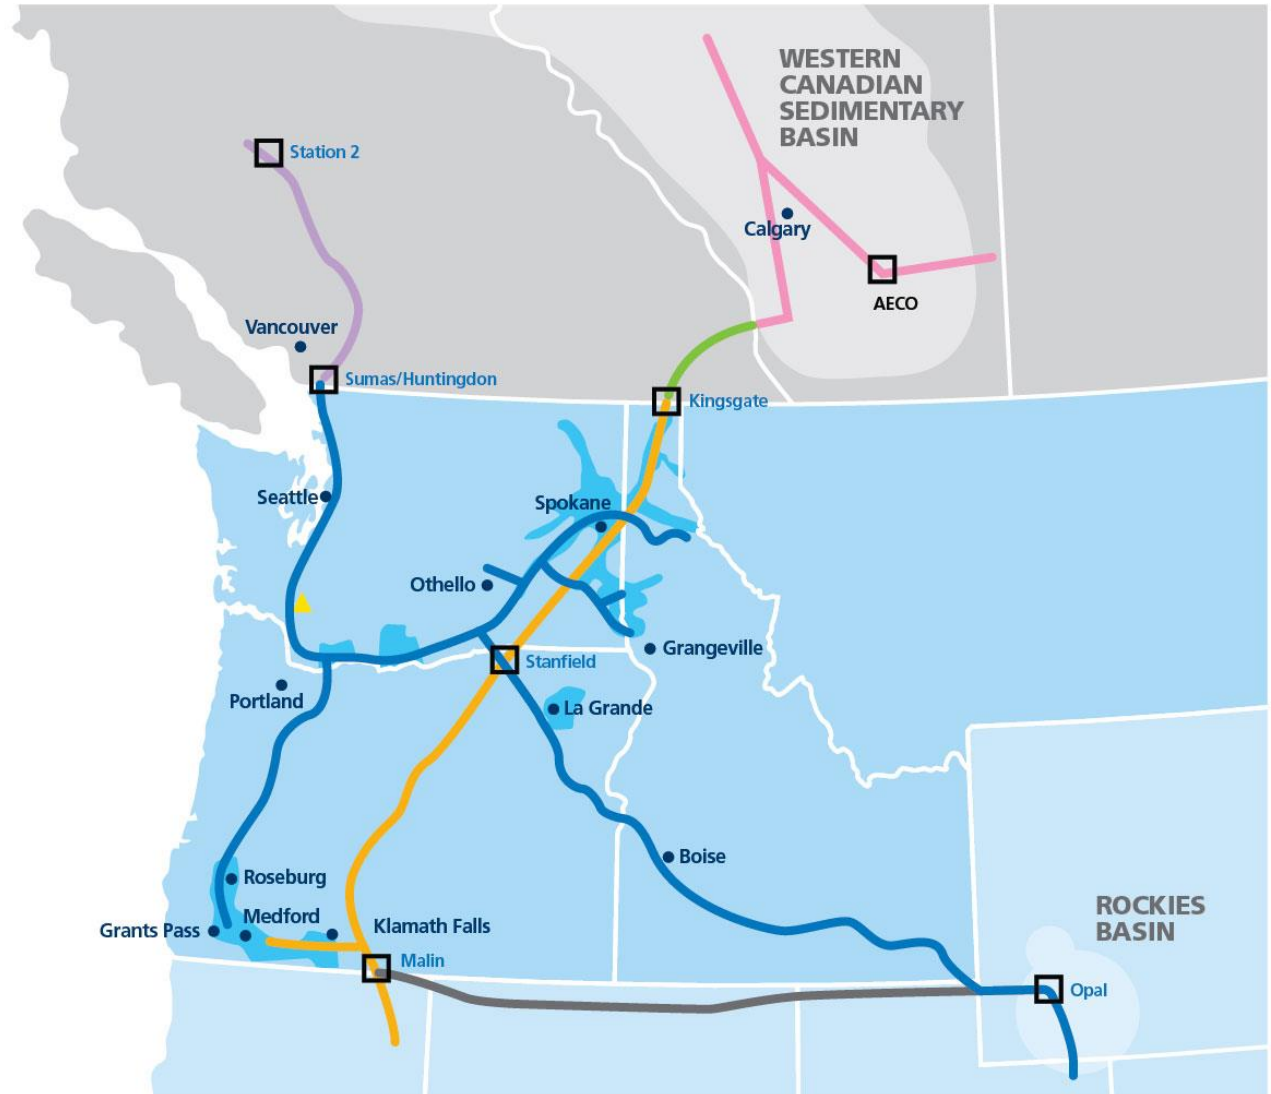 WESTERN
CANADIAN
SEDIMENTARY
BASIN
Station 2
Calgary
AECO
Vancouver
Sumas/Huntingdon
Kingsgate
Seattle
Spokane
Othello
Grangeville
Stanfield
Portland
La Grande
Boise
Roseburg
ROCKIES
BASIN
Medford
Klamath Falls
Grants Pass
Malin
Opal